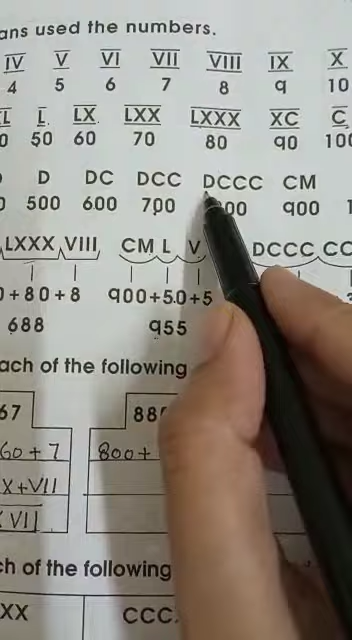 ans used the numbers.
IV V VI VII VIII IX X
4 5 6 7 8 9 10
L LX LXX LXXX XC C
50 60 70 80 90 100
D DC DCC DCCC CM
500 600 700 900
LXXX VIII CM L V DCCC CC
+80+8 900+50+5
688 955
ach of the following
67 88
60+7 800+
X+VII
VII
ch of the following
XX CCC